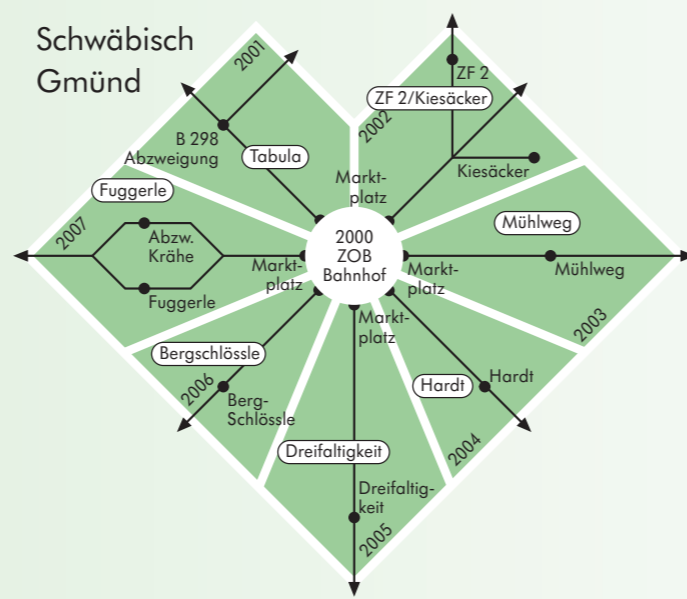 Schwäbisch
Gmünd
2001
B 298
Abzweigung
Tabula
ZF 2
ZF 2/Kiesäcker
2002
Kiesäcker
Markt-
platz
Fuggerle
2007
Abzw.
Krähe
Fuggerle
Markt-
platz
2000
ZOB
Bahnhof
Markt-
platz
Mühlweg
Mühlweg
2003
Markt-
platz
Bergschlössle
2006
Berg-
Schlössle
Hardt
Hardt
2004
Dreifaltigkeit
Dreifaltig-
keit
2005